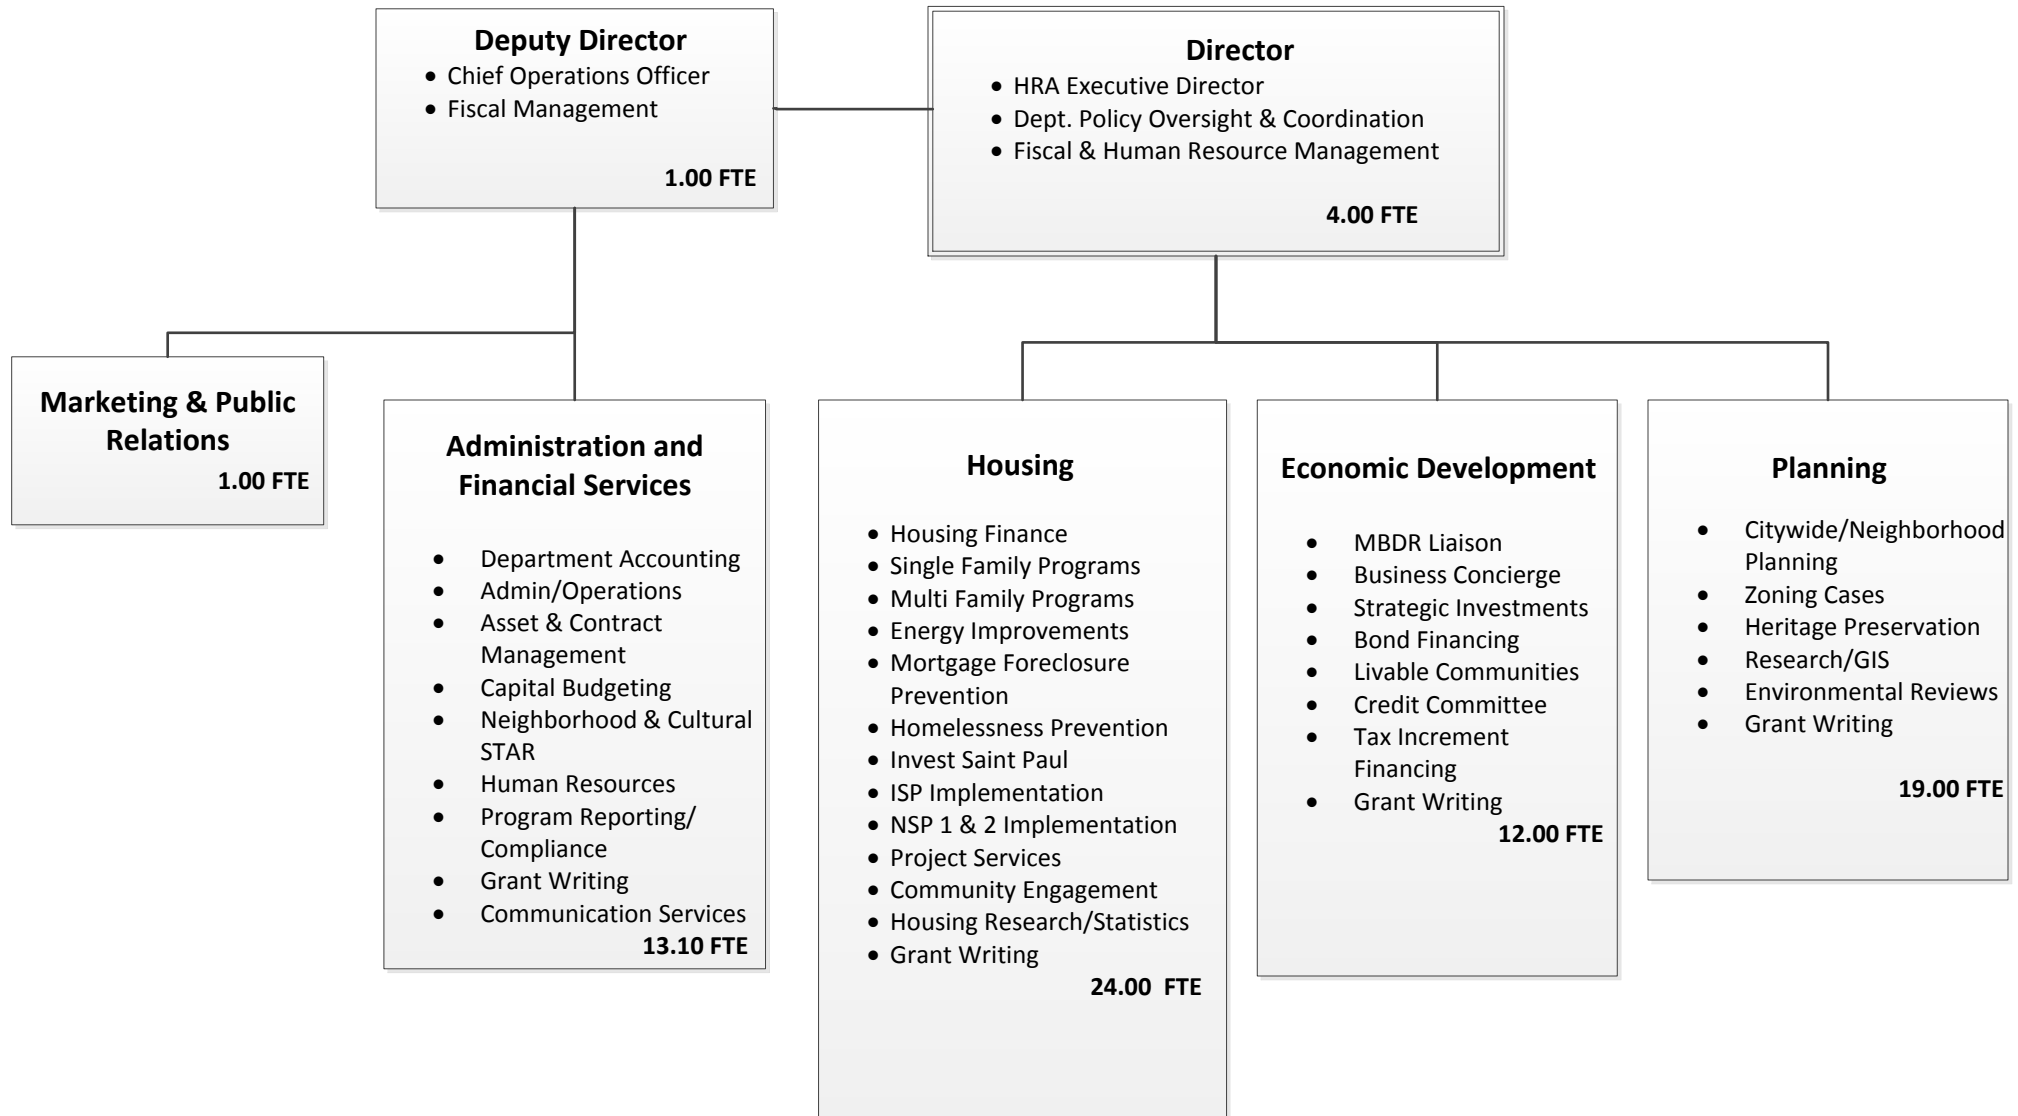 Deputy Director
• Chief Operations Officer
• Fiscal Management
1.00 FTE
Director
• HRA Executive Director
• Dept. Policy Oversight & Coordination
• Fiscal & Human Resource Management
4.00 FTE
Marketing & Public
Relations
1.00 FTE
Administration and
Financial Services
• Department Accounting
• Admin/Operations
• Asset & Contract
Management
• Capital Budgeting
• Neighborhood & Cultural
STAR
• Human Resources
• Program Reporting/
Compliance
• Grant Writing
• Communication Services
13.10 FTE
Housing
• Housing Finance
• Single Family Programs
• Multi Family Programs
• Energy Improvements
• Mortgage Foreclosure
Prevention
• Homelessness Prevention
• Invest Saint Paul
• ISP Implementation
• NSP 1 & 2 Implementation
• Project Services
• Community Engagement
• Housing Research/Statistics
• Grant Writing
24.00 FTE
Economic Development
• MBDR Liaison
• Business Concierge
• Strategic Investments
• Bond Financing
• Livable Communities
• Credit Committee
• Tax Increment
Financing
• Grant Writing
12.00 FTE
Planning
• Citywide/Neighborhood
Planning
• Zoning Cases
• Heritage Preservation
• Research/GIS
• Environmental Reviews
• Grant Writing
19.00 FTE